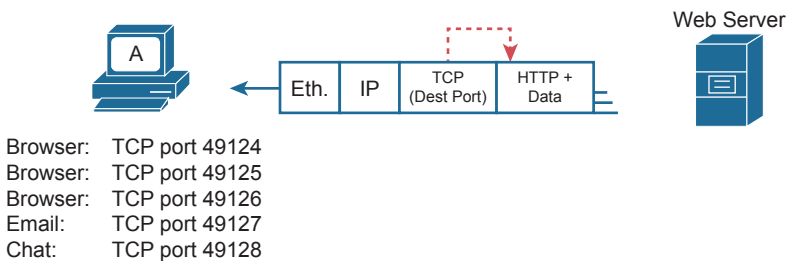 Web Server
A
Eth.
IP
TCP
(Dest Port)
HTTP +
Data
Browser: TCP port 49124
Browser: TCP port 49125
Browser: TCP port 49126
Email: TCP port 49127
Chat: TCP port 49128